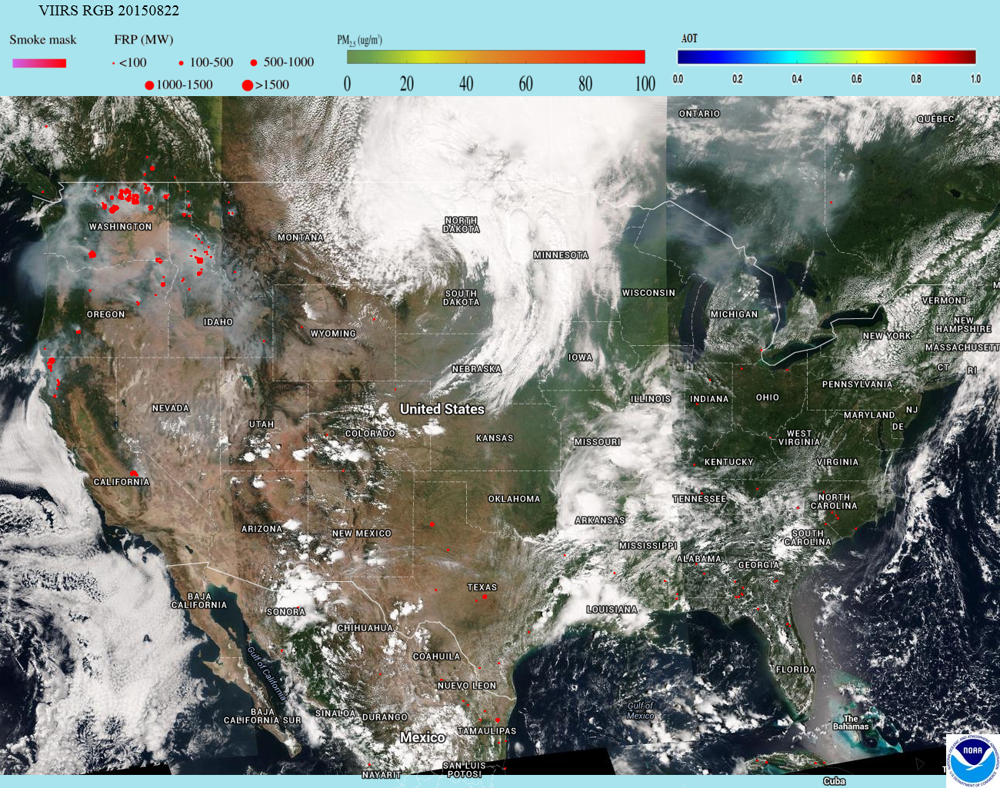 VIIRS RGB 20150822
Smoke mask
FRP (MW)
<100
100-500
500-1000
1000-1500
>1500
PM2.5 (ug/m³)
0 20 40 60 80 100
AOT
0.0 0.2 0.4 0.6 0.8 1.0
ONTARIO
QUÉBEC
WASHINGTON
MONTANA
NORTH
DAKOTA
MINNESOTA
SOUTH
DAKOTA
WISCONSIN
MICHIGAN
VERMONT
M
NEW
HAMPSHIRE
NEW YORK
MASSACHUSETT
CT
RI
OREGON
IDAHO
WYOMING
NEBRASKA
IOWA
PENNSYLVANIA
ILLINOIS
INDIANA
OHIO
NJ
MARYLAND
DE
NEVADA
UTAH
United States
COLORADO
KANSAS
MISSOURI
WEST
VIRGINIA
KENTUCKY
VIRGINIA
CALIFORNIA
OKLAHOMA
TENNESSEE
NORTH
CAROLINA
ARIZONA
NEW MEXICO
ARKANSAS
SOUTH
CAROLINA
MISSISSIPPI
ALABAMA
GEORGIA
BAJA
CALIFORNIA
TEXAS
SONORA
LOUISIANA
CHIHUAHUA
COAHUILA
Gulf of California
FLORIDA
NUEVO LEON
Gulf of
Mexico
BAJA
CALIFORNIA SUR
SINALOA
DURANGO
The
Bahamas
TAMAULIPAS
Mexico
SAN LUIS
POTOSI
NAYARIT
Cuba
T
NOAA